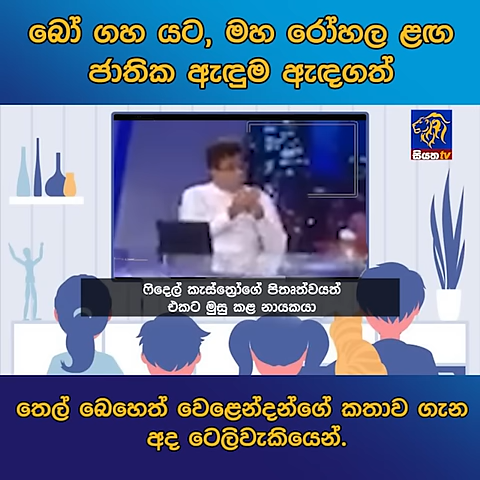 බෝ ගහ යට, මහ රෝහල ළඟ
ජාතික ඇඳුම ඇඳගත්
සියත tv
ෆිදෙල් කැස්ත්‍රෝගේ පිතෘත්වයත්
එකට මුසු කළ නායකයා
තෙල් බෙහෙත් වෙළෙන්දන්ගේ කතාව ගැන
අද ටෙලිවැකියෙන්.